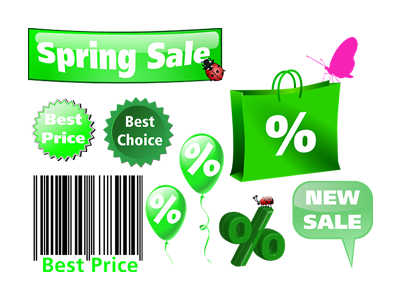 Spring Sale
Best
Price
Best
Choice
%
%
%
%
NEW
SALE
Best Price